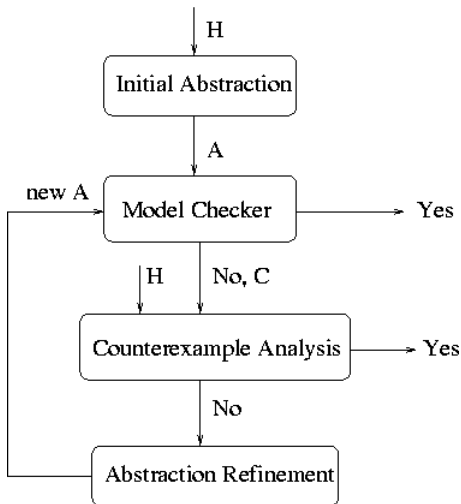 H
Initial Abstraction
A
new A
Model Checker
Yes
H
No, C
Counterexample Analysis
Yes
No
Abstraction Refinement